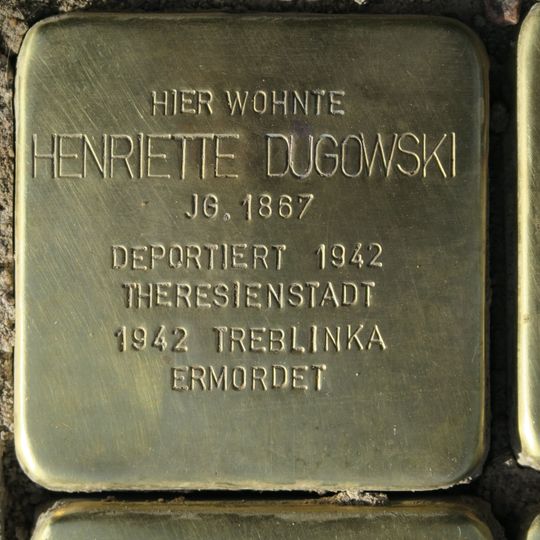 HIER WOHNTE
HENRIETTE DUGOWSKI
JG. 1867
DEPORTIERT 1942
THERESIENSTADT
1942 TREBLINKA
ERMORDET